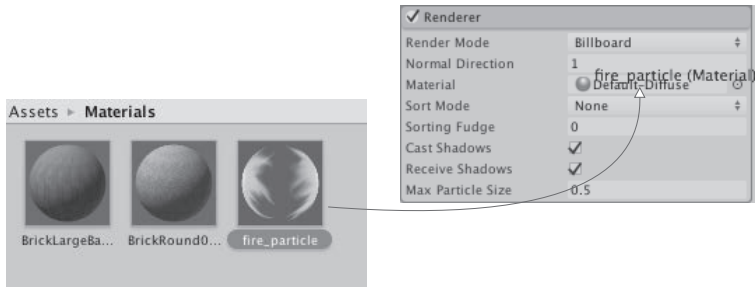 Renderer
Render Mode Billboard
Normal Direction 1
fire_particle (Material)
Material Default-Diffuse
Sort Mode None
Sorting Fudge 0
Cast Shadows
Receive Shadows
Max Particle Size 0.5
Assets ▸ Materials
BrickLargeBa... BrickRound0... fire_particle